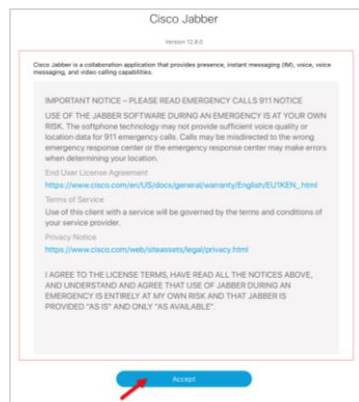 Cisco Jabber
Version 12.8.0
Cisco Jabber is a collaboration application that provides presence, instant messaging (IM), voice, voice
messaging, and video calling capabilities.
IMPORTANT NOTICE – PLEASE READ EMERGENCY CALLS 911 NOTICE
USE OF THE JABBER SOFTWARE DURING AN EMERGENCY IS AT YOUR OWN
RISK. The softphone technology may not provide sufficient voice quality or
location data for 911 emergency calls. Calls may be misdirected to the wrong
emergency response center or the emergency response center may make errors
when determining your location.
End User License Agreement
https://www.cisco.com/en/US/docs/general/warranty/English/EU1KEN_.html
Terms of Service
Use of this client with a service will be governed by the terms and conditions of
your service provider.
Privacy Notice
https://www.cisco.com/web/siteassets/legal/privacy.html
I AGREE TO THE LICENSE TERMS, HAVE READ ALL THE NOTICES ABOVE,
AND UNDERSTAND AND AGREE THAT USE OF JABBER DURING AN
EMERGENCY IS ENTIRELY AT MY OWN RISK AND THAT JABBER IS
PROVIDED "AS IS" AND ONLY "AS AVAILABLE".
Accept